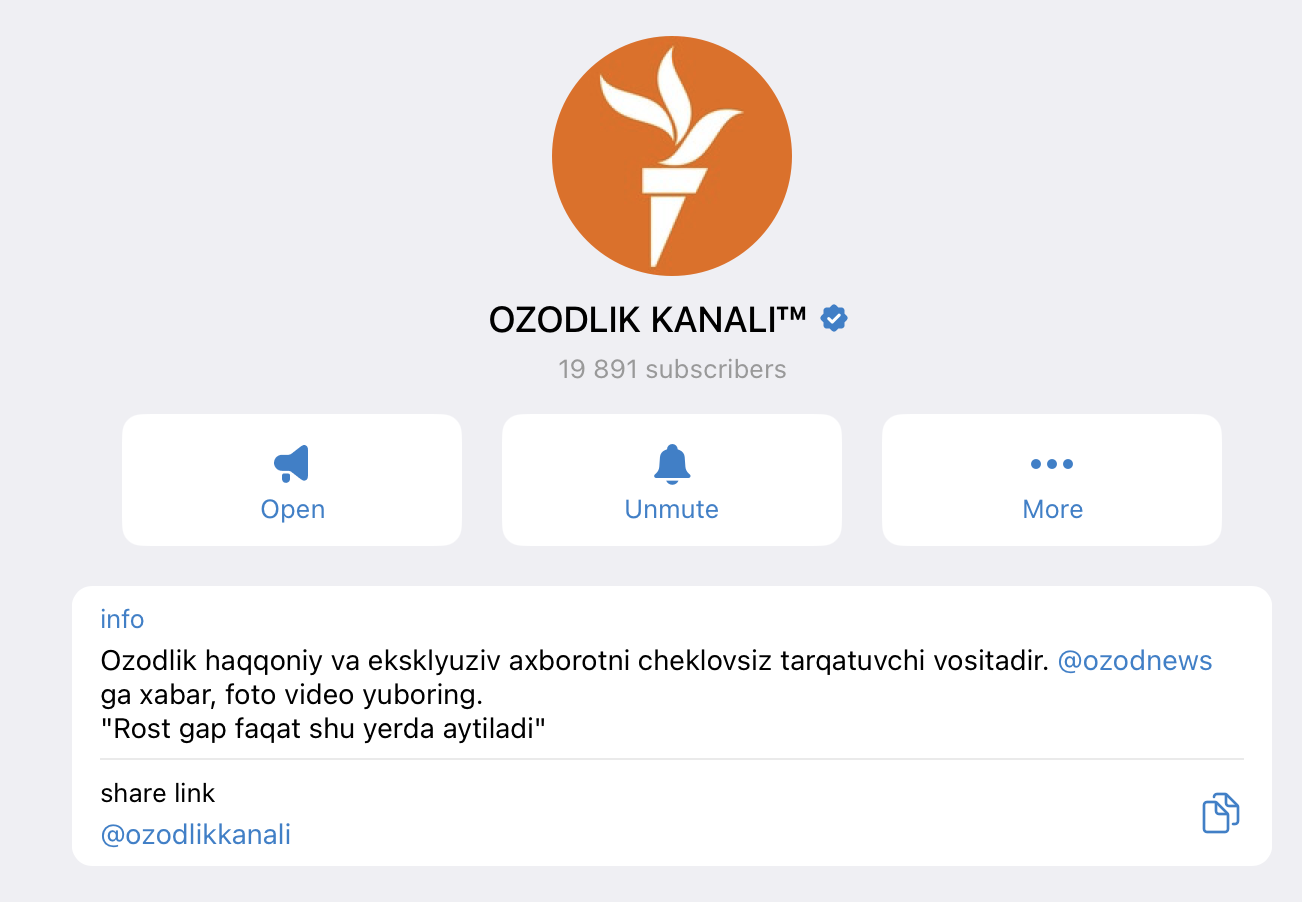 OZODLIK KANALI™
19 891 subscribers
Open
Unmute
More
info
Ozodlik haqqoniy va eksklyuziv axborotni cheklovsiz tarqatuvchi vositadir. @ozodnews
ga xabar, foto video yuboring.
"Rost gap faqat shu yerda aytiladi"
share link
@ozodlikkanali